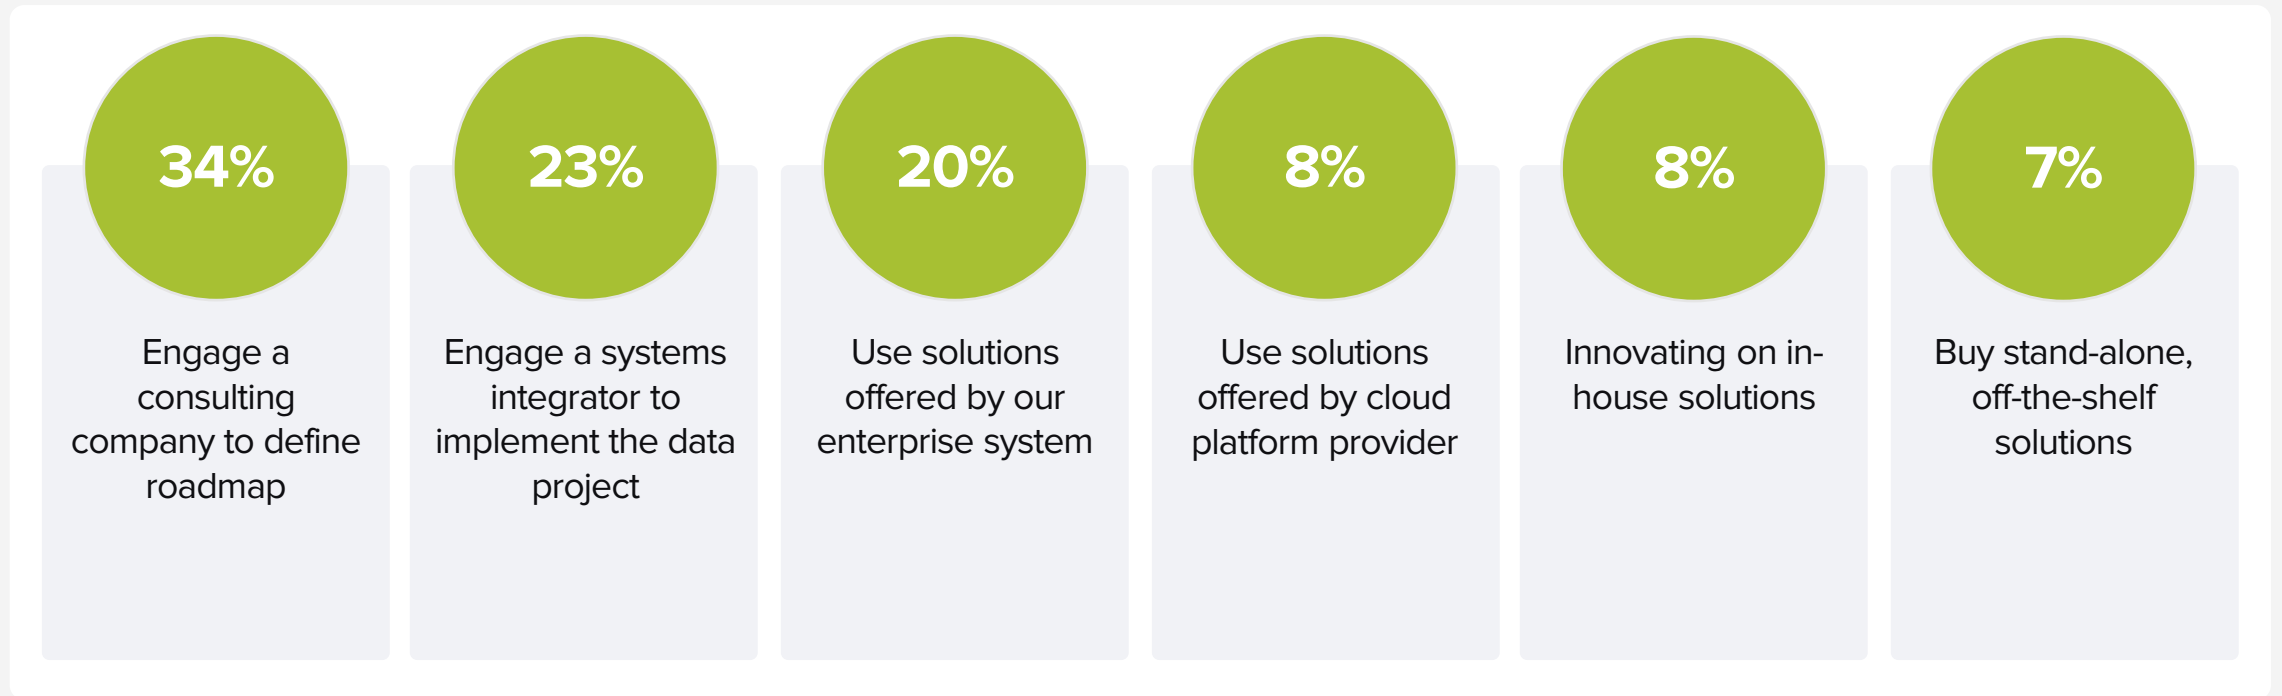 34%
Engage a
consulting
company to define
roadmap
23%
Engage a systems
integrator to
implement the data
project
20%
Use solutions
offered by our
enterprise system
8%
Use solutions
offered by cloud
platform provider
8%
Innovating on in-
house solutions
7%
Buy stand-alone,
off-the-shelf
solutions